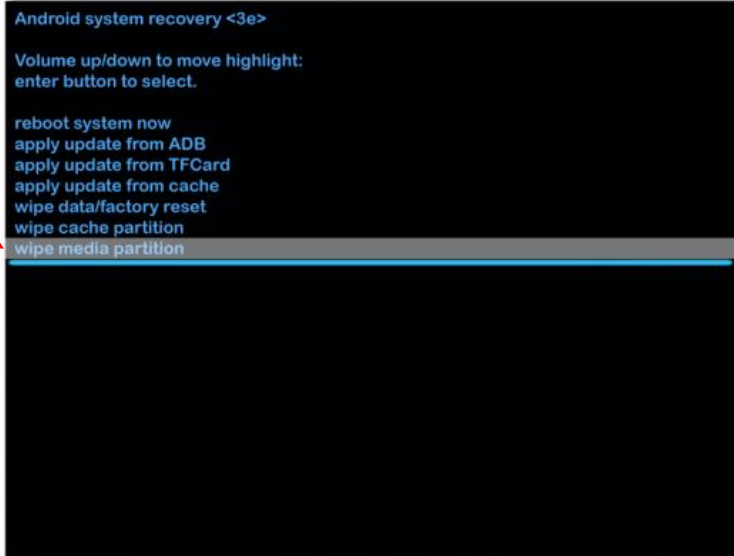 Android system recovery <3e>
Volume up/down to move highlight:
enter button to select.
reboot system now
apply update from ADB
apply update from TFCard
apply update from cache
wipe data/factory reset
wipe cache partition
wipe media partition